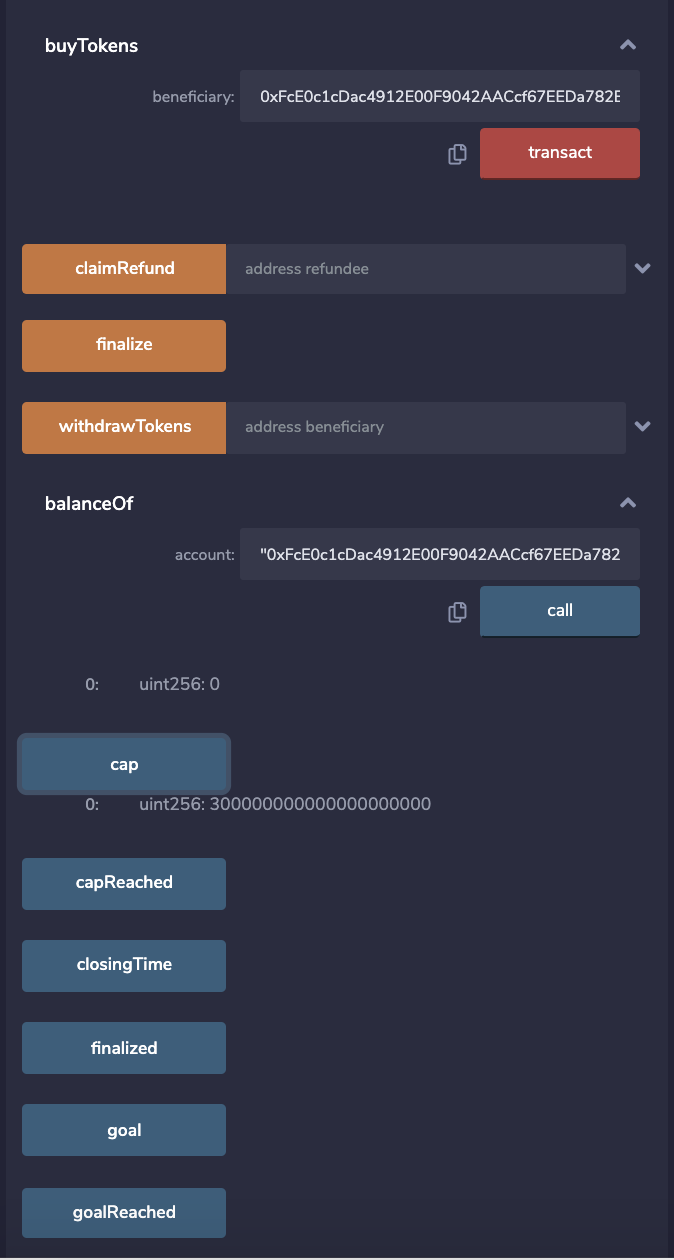 buyTokens
beneficiary: 0xFcE0c1cDac4912E00F9042AACcf67EEDa782E
transact
claimRefund address refundee
finalize
withdrawTokens address beneficiary
balanceOf
account: "0xFcE0c1cDac4912E00F9042AACcf67EEDa782
call
0: uint256: 0
cap
0: uint256: 300000000000000000000
capReached
closingTime
finalized
goal
goalReached